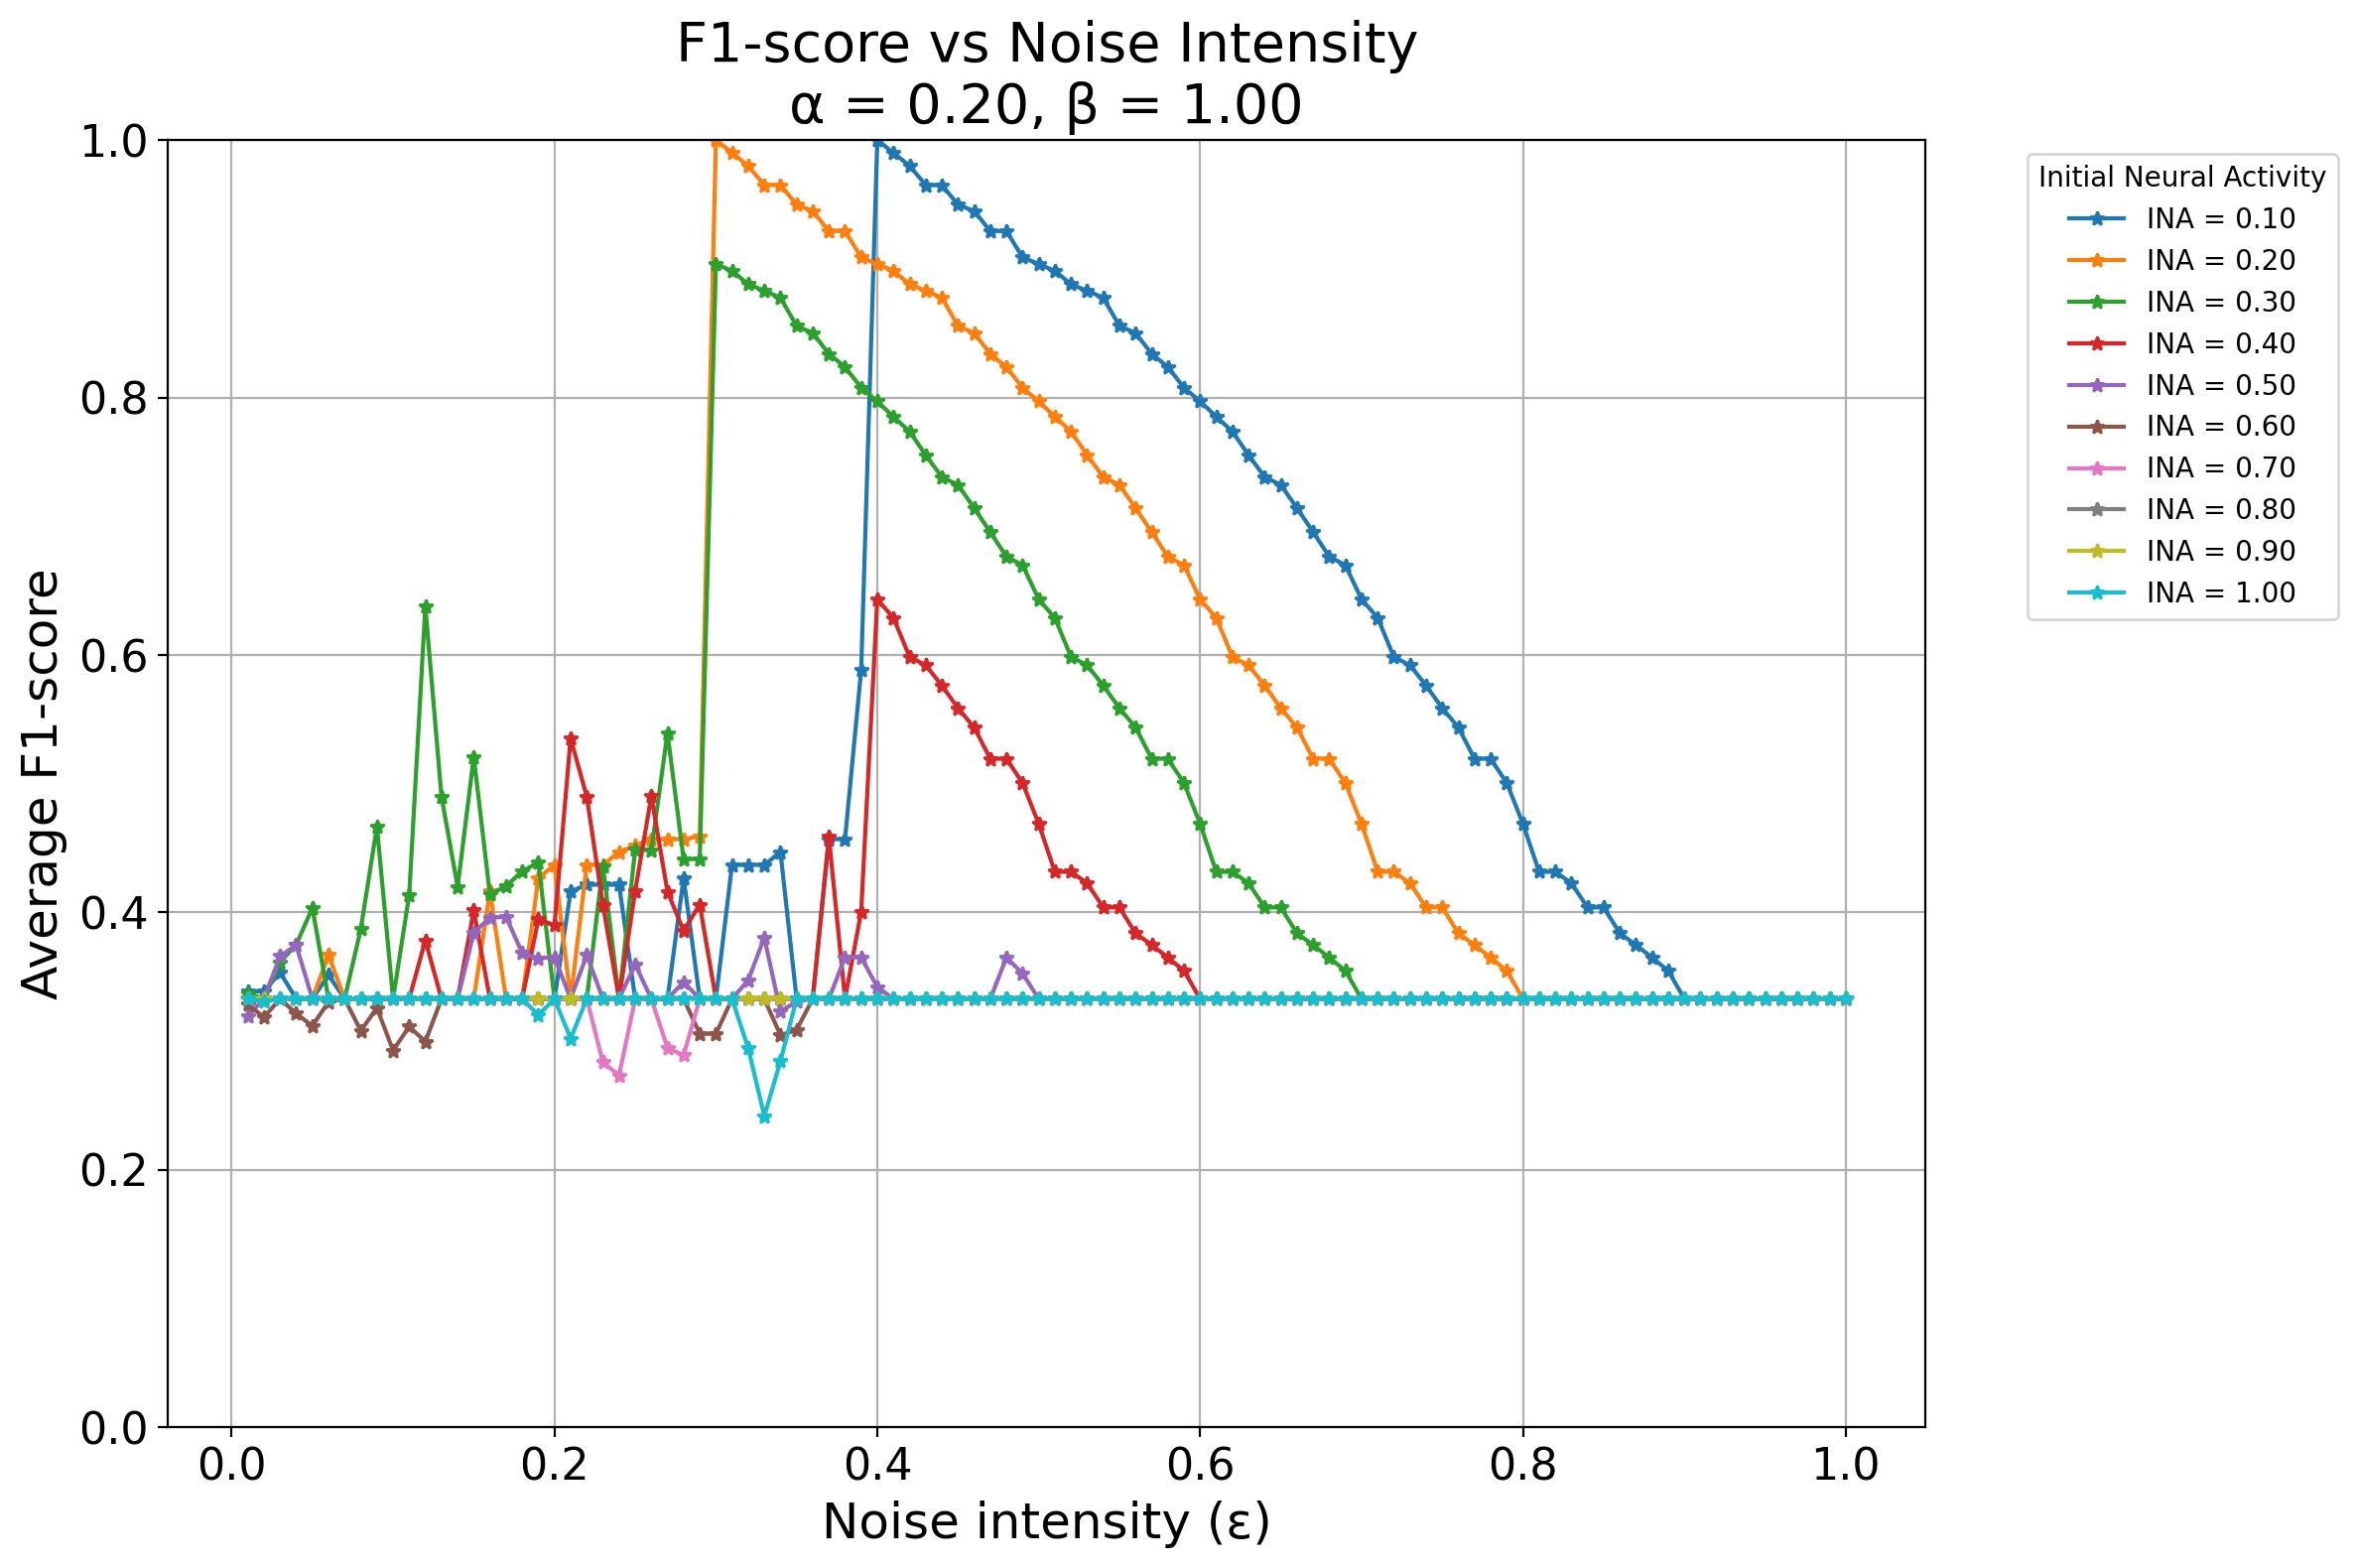 F1-score vs Noise Intensity
α = 0.20, β = 1.00
1.0
0.8
0.6
0.4
0.2
0.0
Average F1-score
0.0
0.2
0.4
0.6
0.8
1.0
Noise intensity (ε)
Initial Neural Activity
INA = 0.10
INA = 0.20
INA = 0.30
INA = 0.40
INA = 0.50
INA = 0.60
INA = 0.70
INA = 0.80
INA = 0.90
INA = 1.00